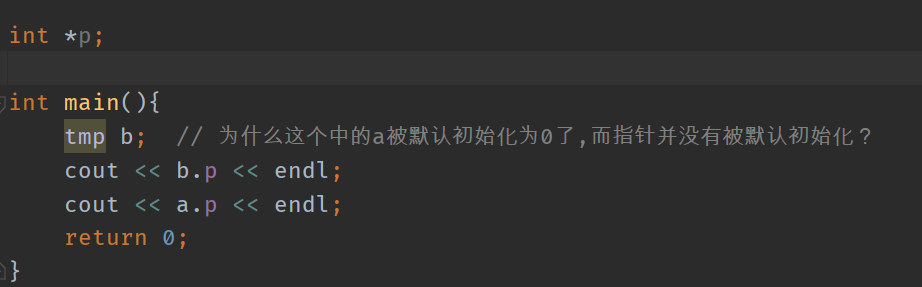 int *p;
int main(){
tmp b;  // 为什么这个中的a被默认初始化为0了,而指针并没有被默认初始化?
cout << b.p << endl;
cout << a.p << endl;
return 0;
}